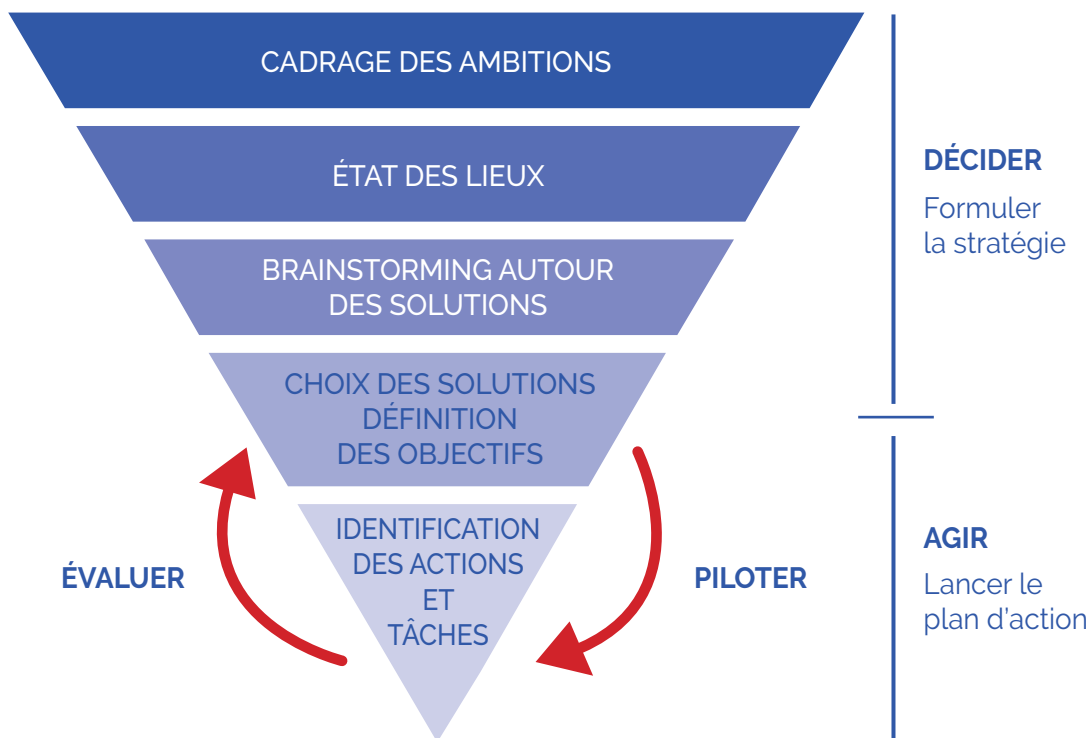 CADRAGE DES AMBITIONS
ÉTAT DES LIEUX
BRAINSTORMING AUTOUR
DES SOLUTIONS
CHOIX DES SOLUTIONS
DÉFINITION
DES OBJECTIFS
IDENTIFICATION
DES ACTIONS
ET
TÂCHES
ÉVALUER
PILOTER
DÉCIDER
Formuler
la stratégie
AGIR
Lancer le
plan d’action